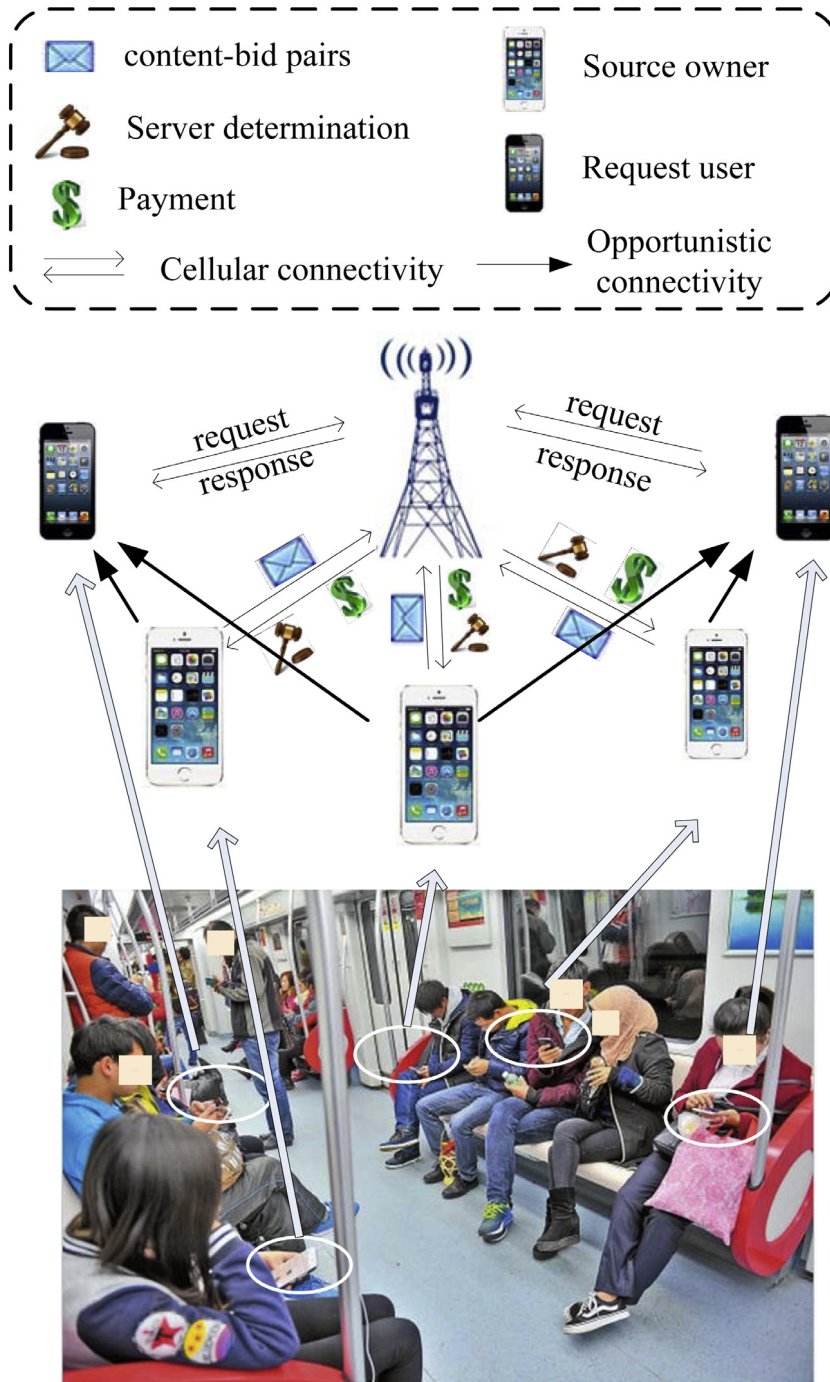 content-bid pairs
Source owner
Server determination
Request user
Payment
Cellular connectivity
Opportunistic
connectivity
request
response
request
response